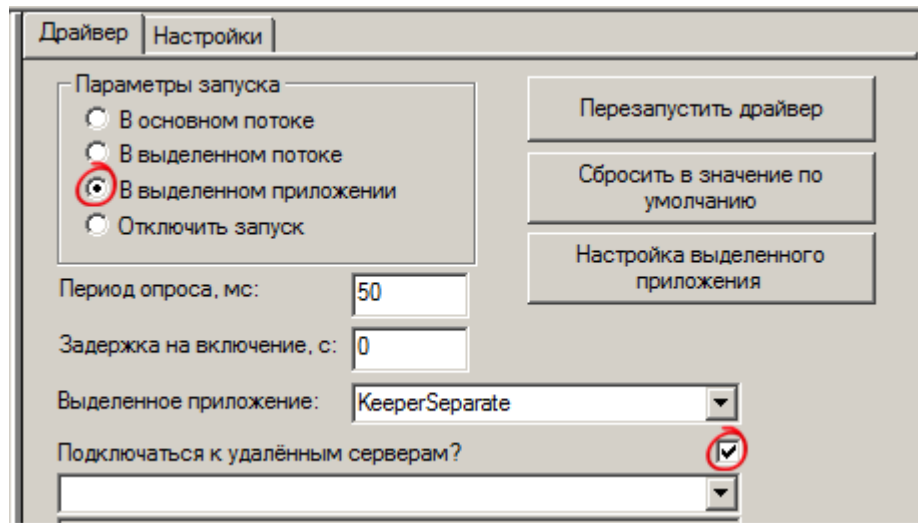 Драйвер
Настройки
Параметры запуска
В основном потоке
В выделенном потоке
В выделенном приложении
Отключить запуск
Перезапустить драйвер
Сбросить в значение по
умолчанию
Настройка выделенного
приложения
Период опроса, мс:
50
Задержка на включение, с:
0
Выделенное приложение:
KeeperSeparate
Подключаться к удалённым серверам?